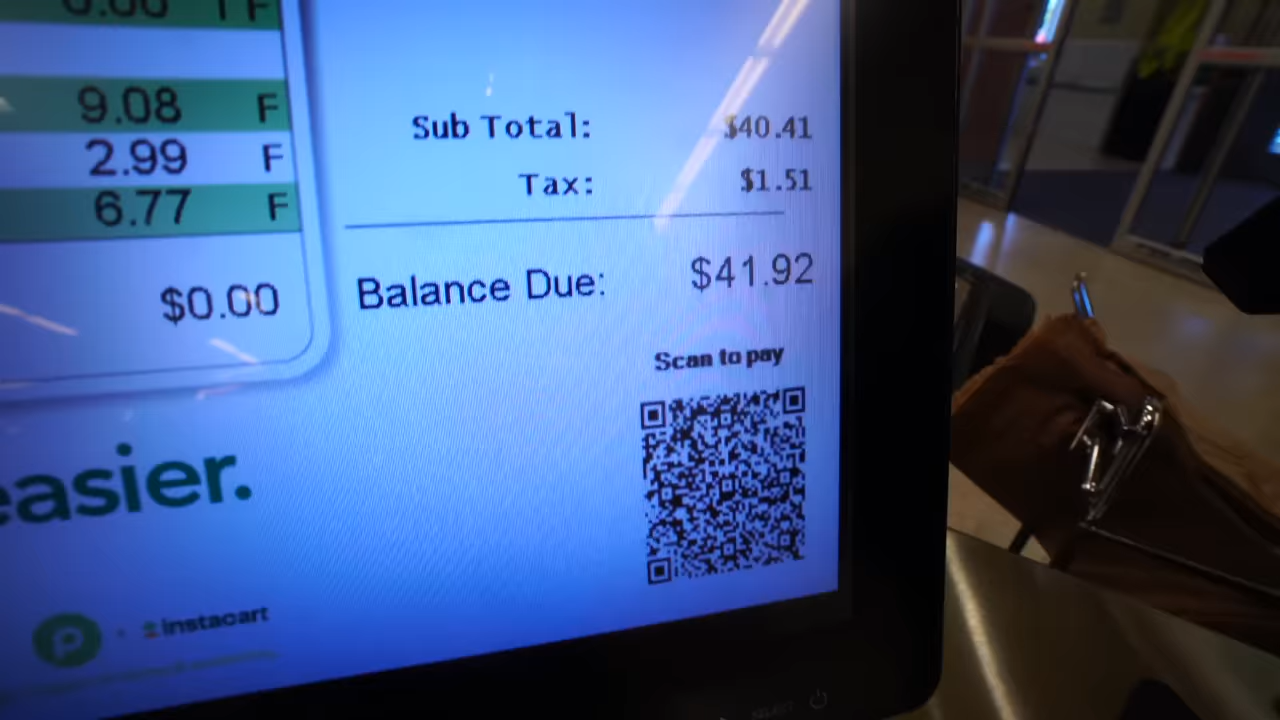 9.08 F
2.99 F
6.77 F
$0.00
Sub Total: $40.41
Tax: $1.51
Balance Due: $41.92
Scan to pay
easier.
P · instacart
SELECT